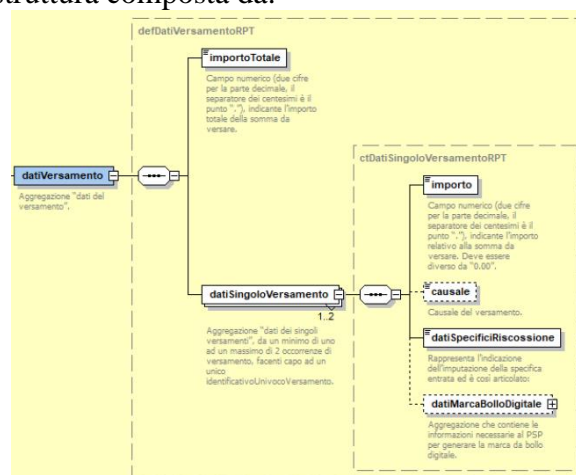 struttura composta da:
defDatiVersamentoRPT
importoTotale
Campo numerico (due cifre
per la parte decimale, il
separatore dei centesimi è il
punto "."), indicante l'importo
totale della somma da
versare.
datiVersamento
Aggregazione "dati del
versamento".
ctDatiSingoloVersamentoRPT
importo
Campo numerico (due cifre
per la parte decimale, il
separatore dei centesimi è il
punto "."), indicante l'importo
relativo alla somma da
versare. Deve essere
diverso da "0.00".
datiSingoloVersamento
1..2
Aggregazione "dati dei singoli
versamenti", da un minimo di uno
ad un massimo di 2 occorrenze di
versamento, facenti capo ad un
unico
identificativoUnivocoVersamento.
causale
Causale del versamento.
datiSpecificiRiscossione
Rappresenta l'indicazione
dell'imputazione della specifica
entrata ed è così articolato:
datiMarcaBolloDigitale
Aggregazione che contiene le
informazioni necessarie al PSP
per generare la marca da bollo
digitale.